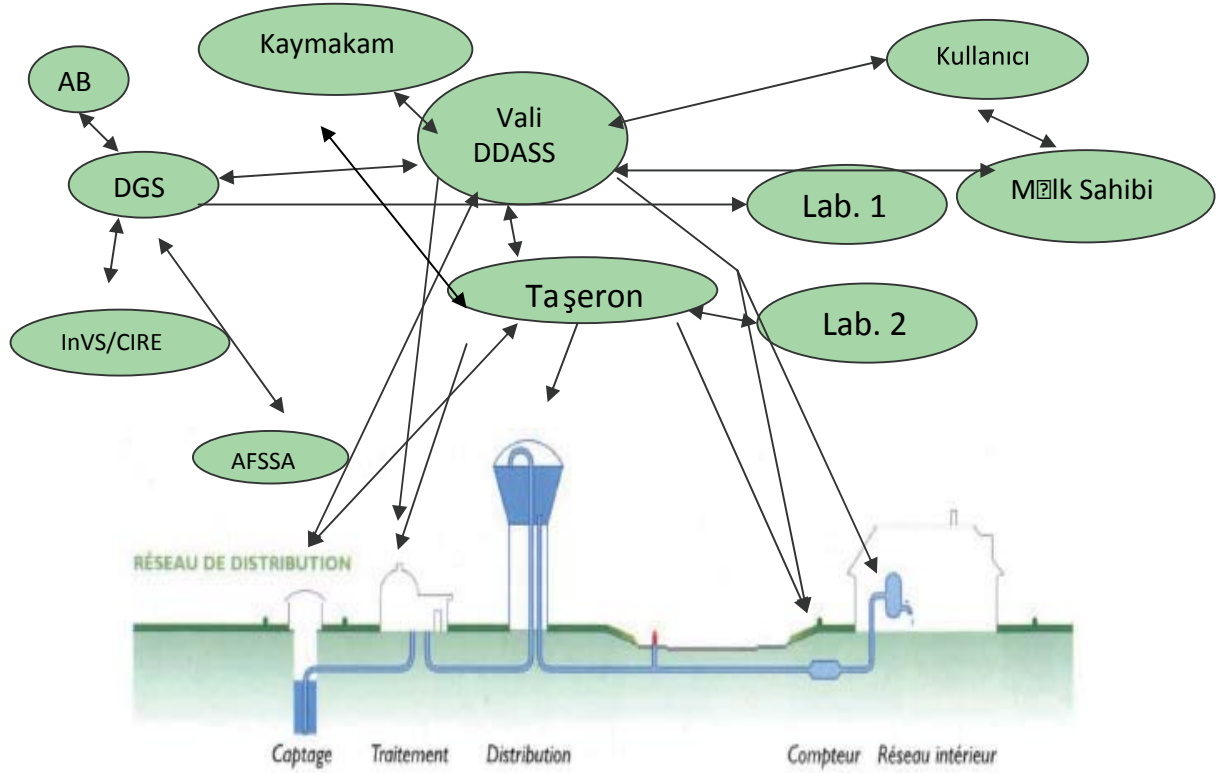 Kaymakam
Kullanıcı
AB
Vali
DDASS
DGS
Lab. 1
M�lk Sahibi
Taşeron
Lab. 2
InVS/CIRE
AFSSA
RÉSEAU DE DISTRIBUTION
Captage
Traitement
Distribution
Compteur
Réseau intérieur